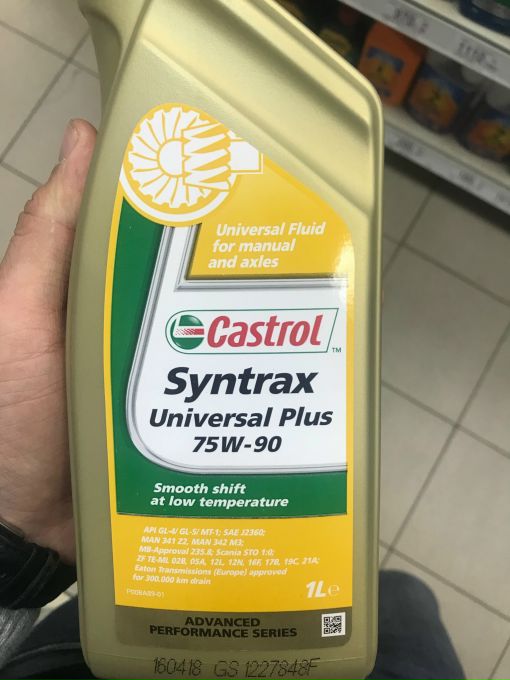 Universal Fluid
for manual
and axles
Castrol
TM
Syntrax
Universal Plus
75W-90
Smooth shift
at low temperature
API GL-4/ GL-5/ MT-1; SAE J2360;
MAN 341 Z2, MAN 342 M3;
MB-Approval 235.8; Scania STO 1:0;
ZF TE-ML 02B, 05A, 12L, 12N, 16F, 17B, 19C, 21A;
Eaton Transmissions (Europe) approved
for 300.000 km drain
1L℮
ADVANCED
PERFORMANCE SERIES
160418 GS 1227848F